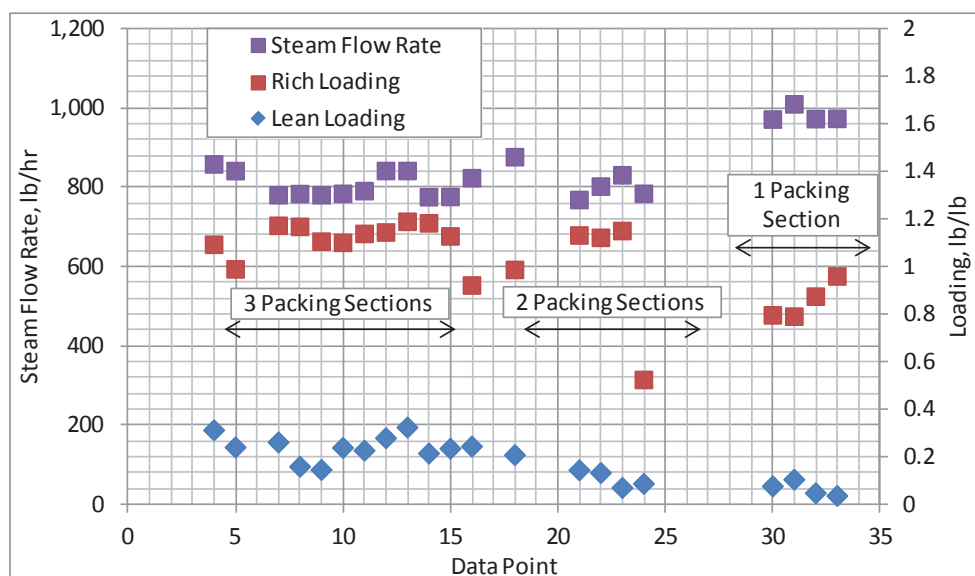 1,200
1,000
800
600
400
200
0
Steam Flow Rate, lb/hr
Steam Flow Rate
Rich Loading
Lean Loading
3 Packing Sections
2 Packing Sections
1 Packing
Section
2
1.8
1.6
1.4
1.2
1
0.8
0.6
0.4
0.2
0
Loading, lb/lb
0 5 10 15 20 25 30 35
Data Point